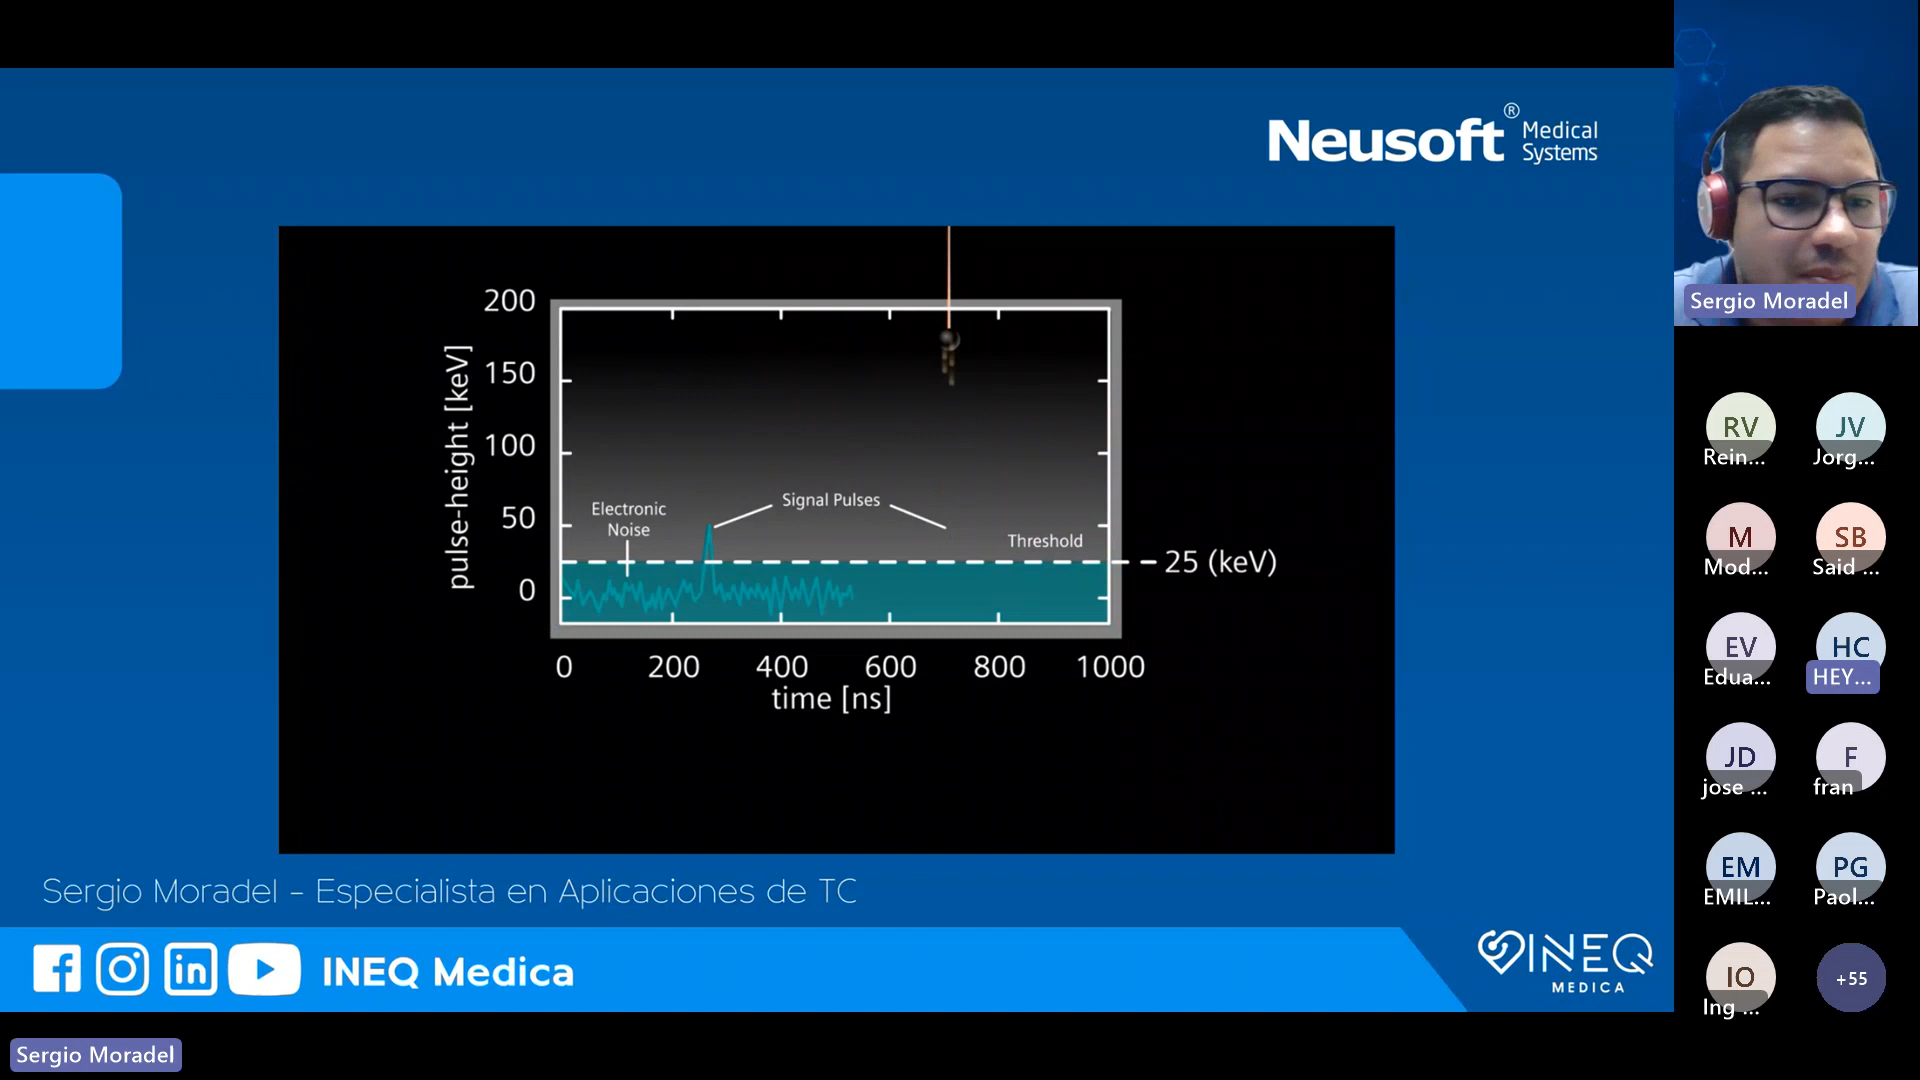 Neusoft® Medical Systems
200
150
100
50
0
pulse-height [keV]
Electronic
Noise
Signal Pulses
Threshold
25 (keV)
0 200 400 600 800 1000
time [ns]
Sergio Moradel - Especialista en Aplicaciones de TC
INEQ Medica
INEQ
MEDICA
Sergio Moradel
Sergio Moradel
RV JV
Rein... Jorg...
M SB
Mod... Said ...
EV HC
Edua... HEY...
JD F
jose ... fran
EM PG
EMIL... Paol...
IO +55
Ing ...